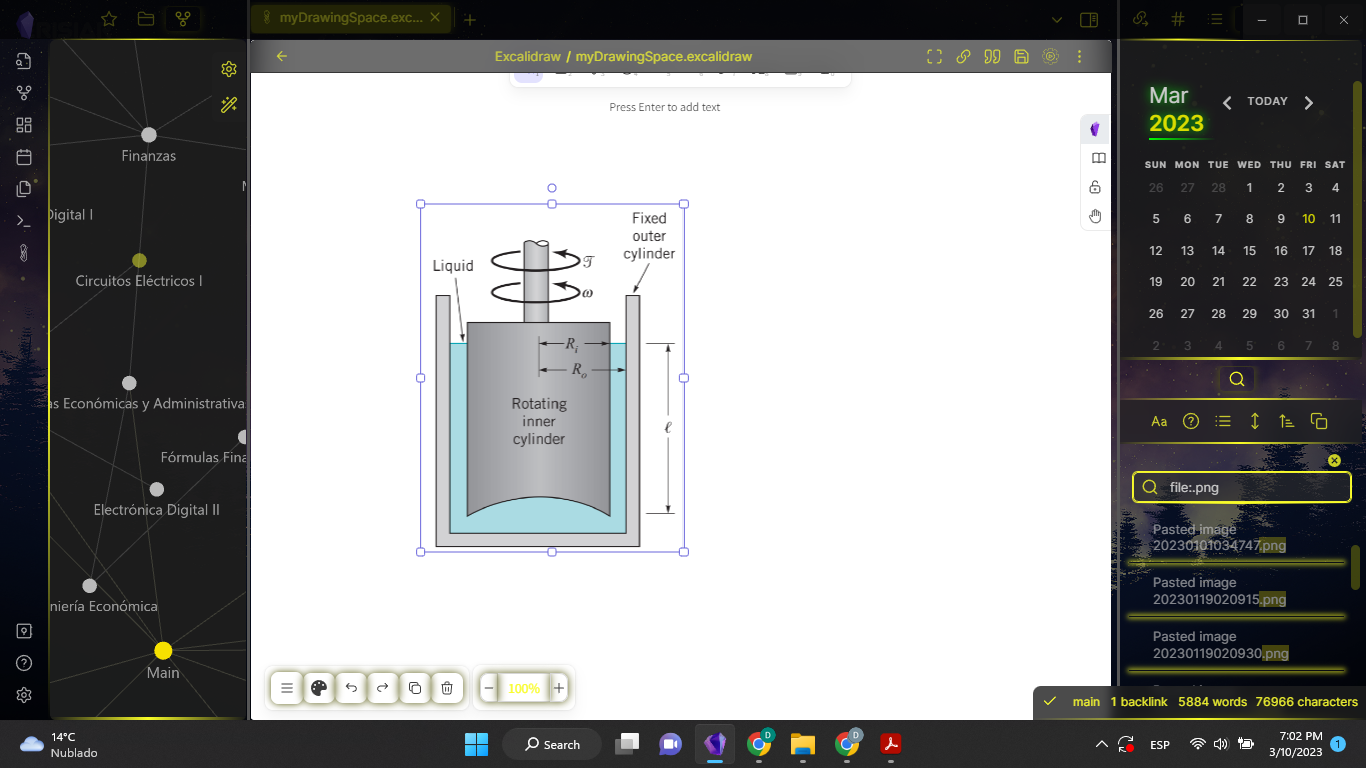 myDrawingSpace.exc...
Excalidraw / myDrawingSpace.excalidraw
Press Enter to add text
Finanzas
Digital I
Circuitos Eléctricos I
as Económicas y Administrativa
Fórmulas Fina
Electrónica Digital II
niería Económica
Main
Fixed
outer
cylinder
Liquid
𝒯
ω
Ri
Ro
Rotating
inner
cylinder
ℓ
100%
Mar
2023
TODAY
SUN MON TUE WED THU FRI SAT
26 27 28 1 2 3 4
5 6 7 8 9 10 11
12 13 14 15 16 17 18
19 20 21 22 23 24 25
26 27 28 29 30 31 1
2 3 4 5 6 7 8
Aa
file:.png
Pasted image
20230101034747.png
Pasted image
20230119020915.png
Pasted image
20230119020930.png
main 1 backlink 5884 words 76966 characters
14°C
Nublado
Search
D
D
ESP
7:02 PM
3/10/2023
1